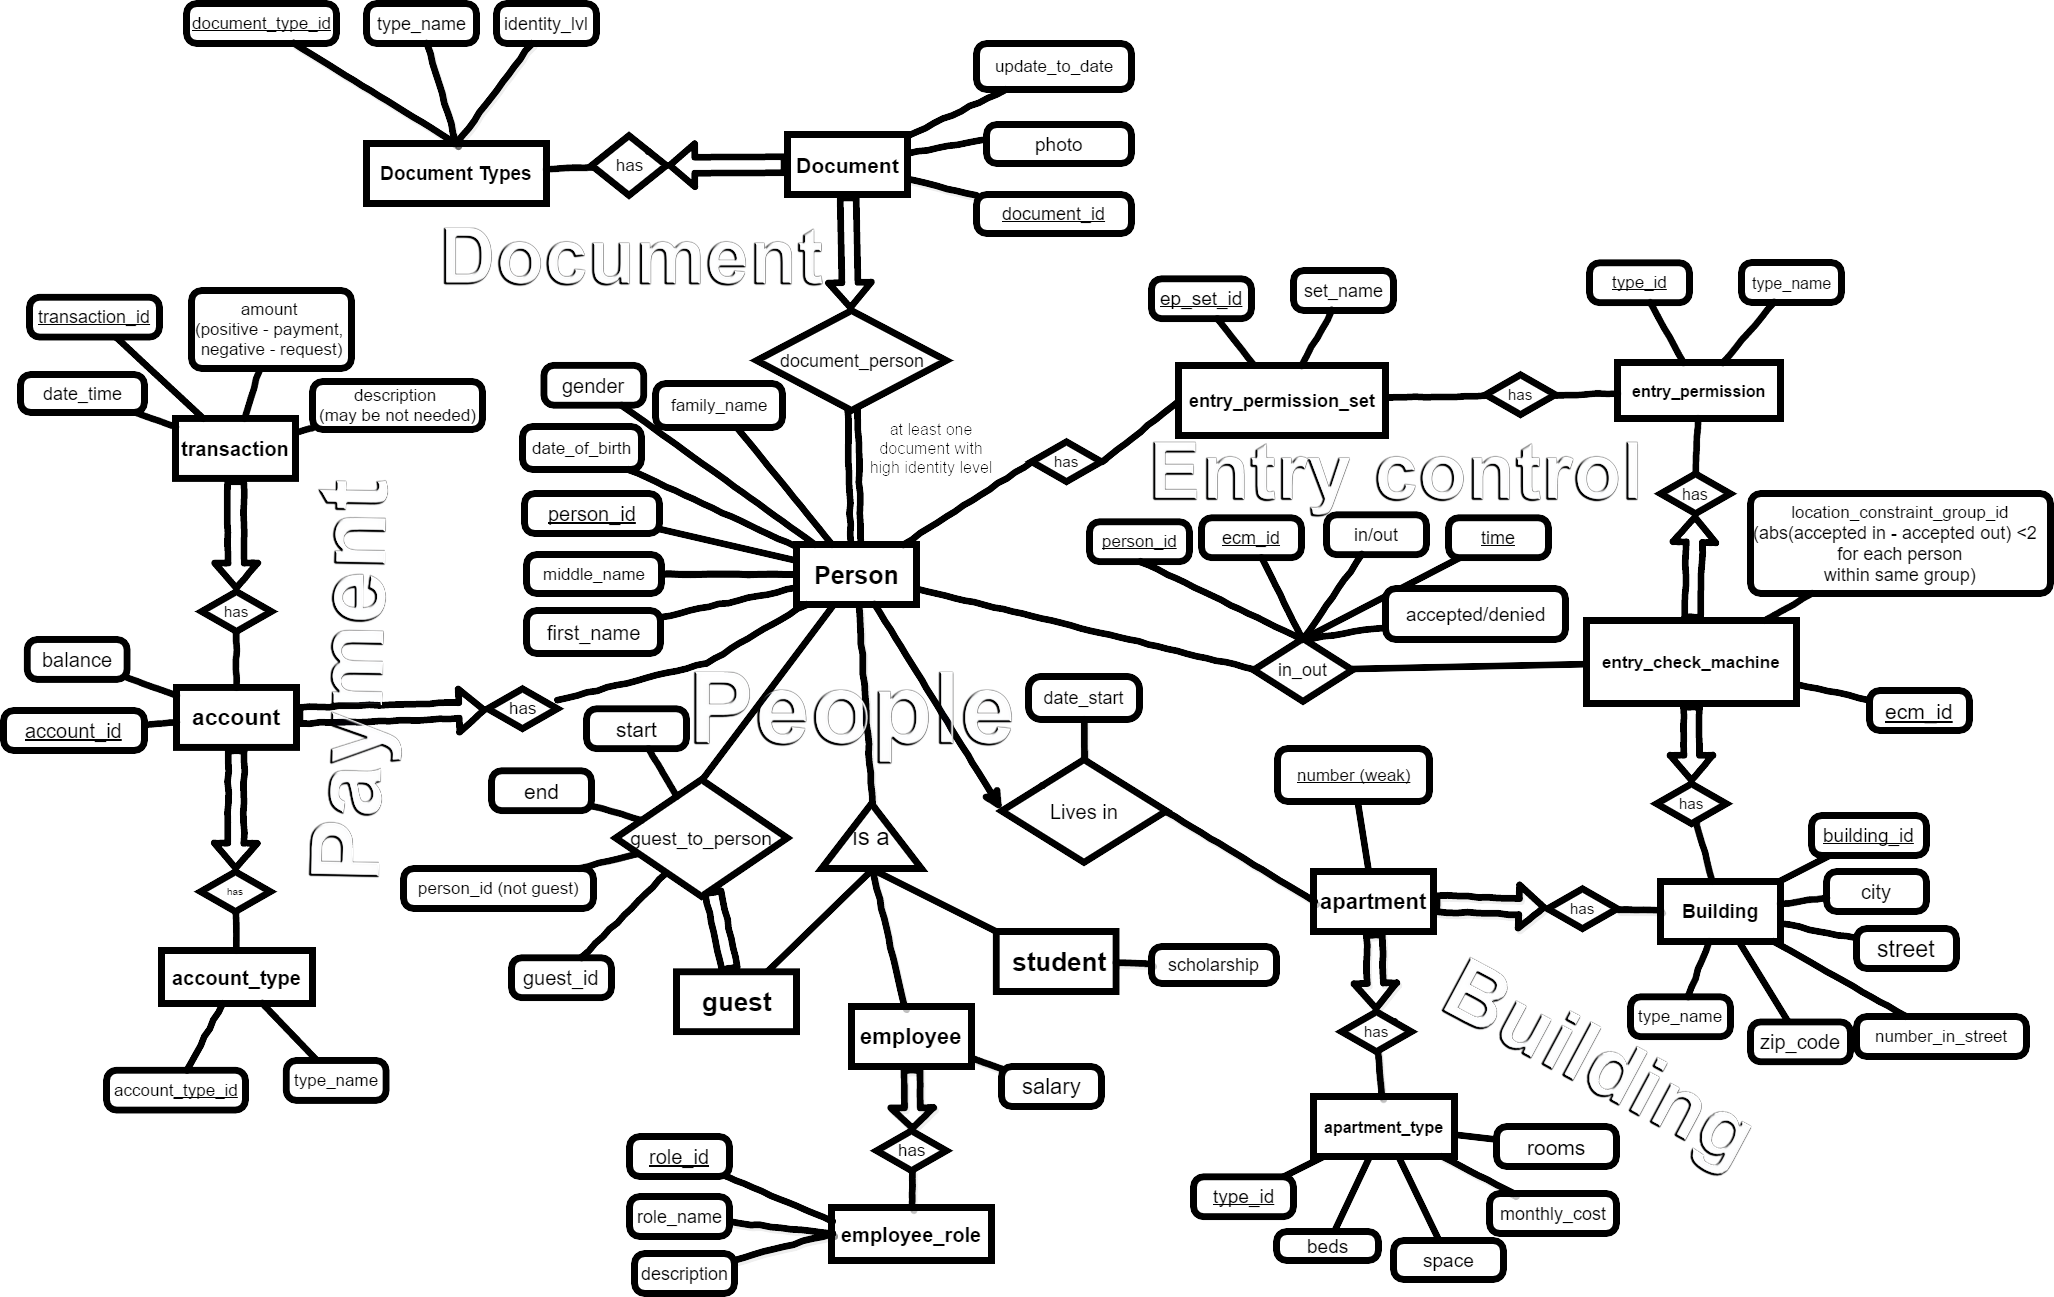 document_type_id
type_name
identity_lvl
update_to_date
photo
document_id
Document Types
has
Document
Document
document_person
at least one
document with
high identity level
transaction_id
amount
(positive - payment,
negative - request)
date_time
description
(may be not needed)
transaction
has
balance
account_id
account
has
Payment
has
account_type
account_type_id
type_name
gender
family_name
date_of_birth
person_id
middle_name
first_name
Person
People
has
ep_set_id
set_name
entry_permission_set
has
type_id
type_name
entry_permission
Entry control
has
person_id
ecm_id
in/out
time
accepted/denied
in_out
location_constraint_group_id
(abs(accepted in - accepted out) <2
for each person
within same group)
entry_check_machine
ecm_id
has
start
end
guest_to_person
person_id (not guest)
guest_id
is a
guest
student
scholarship
employee
salary
has
role_id
role_name
description
employee_role
date_start
Lives in
number (weak)
apartment
has
Building
building_id
city
street
type_name
zip_code
number_in_street
Building
has
apartment_type
rooms
type_id
monthly_cost
beds
space